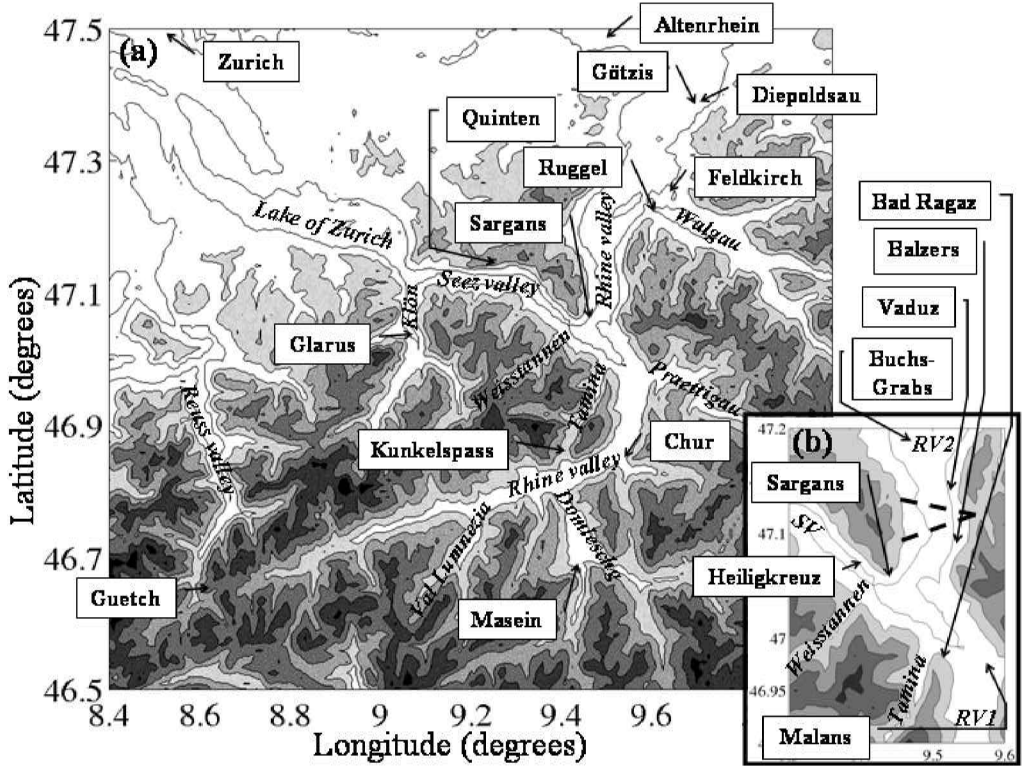 47.5
(a)
Altenrhein
Zurich
Götzis
Diepoldsau
Quinten
47.3
Ruggel
Feldkirch
Bad Ragaz
Lake of Zurich
Sargans
Rhine valley
Walgau
Balzers
Seez valley
47.1
Klön
Vaduz
Glarus
Weisstannen
Tamina
Praettigau
Buchs-
Grabs
Latitude (degrees)
Reuss valley
46.9
Kunkelspass
Chur
47.2
(b)
RV2
Rhine valley
Sargans
Domleschg
SV
47.1
46.7
Val Lumnezia
Guetch
Masein
Heiligkreuz
Weisstannen
47
46.95
Tamina
46.5
RV1
Malans
8.4
8.6
8.8
9
9.2
9.4
9.6
9.5
9.6
Longitude (degrees)